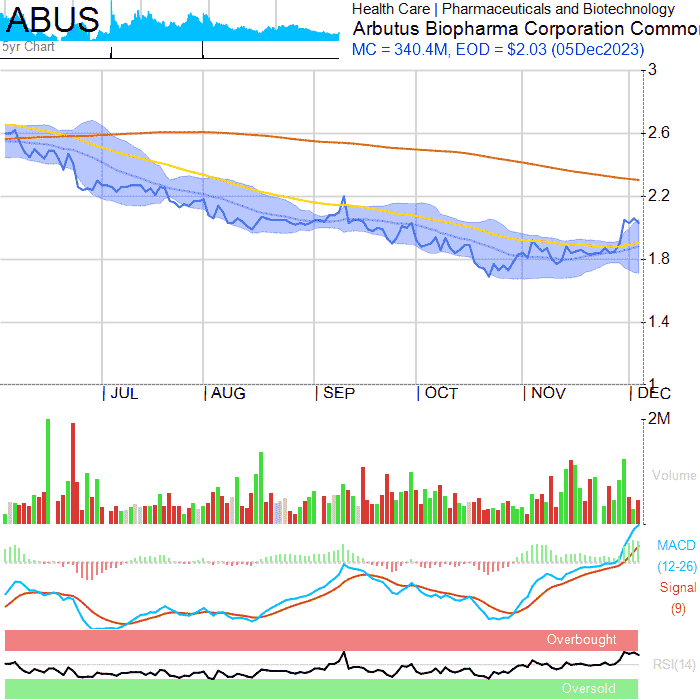 ABUS
5yr Chart
Health Care | Pharmaceuticals and Biotechnology
Arbutus Biopharma Corporation Common
MC = 340.4M, EOD = $2.03 (05Dec2023)
3
2.6
2.2
1.8
1.4
1
JUL
AUG
SEP
OCT
NOV
DEC
2M
Volume
MACD
(12-26)
Signal
(9)
Overbought
RSI(14)
Oversold